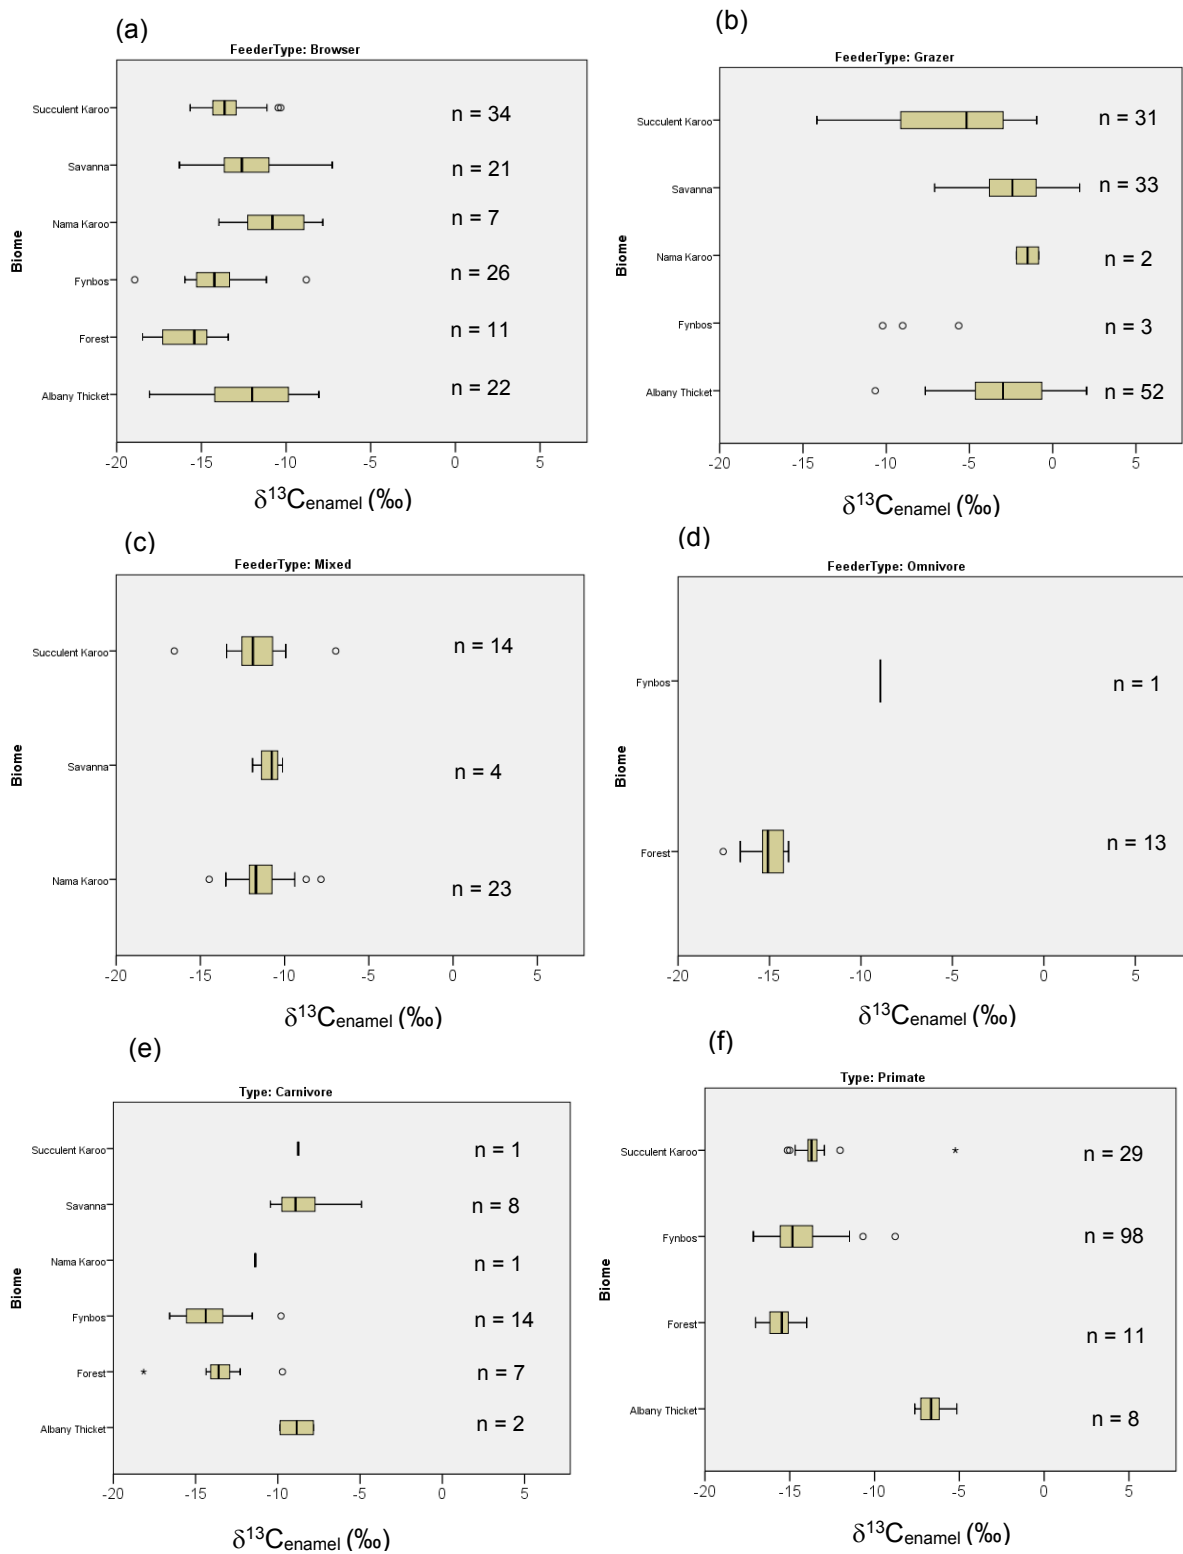 (a)
FeederType: Browser
Biome
Succulent Karoo
n = 34
Savanna
n = 21
Nama Karoo
n = 7
Fynbos
n = 26
Forest
n = 11
Albany Thicket
n = 22
-20 -15 -10 -5 0 5
δ¹³Cenamel (‰)
(b)
FeederType: Grazer
Biome
Succulent Karoo
n = 31
Savanna
n = 33
Nama Karoo
n = 2
Fynbos
n = 3
Albany Thicket
n = 52
-20 -15 -10 -5 0 5
δ¹³Cenamel (‰)
(c)
FeederType: Mixed
Biome
Succulent Karoo
n = 14
Savanna
n = 4
Nama Karoo
n = 23
-20 -15 -10 -5 0 5
δ¹³Cenamel (‰)
(d)
FeederType: Omnivore
Biome
Fynbos
n = 1
Forest
n = 13
-20 -15 -10 -5 0 5
δ¹³Cenamel (‰)
(e)
Type: Carnivore
Biome
Succulent Karoo
n = 1
Savanna
n = 8
Nama Karoo
n = 1
Fynbos
n = 14
Forest
n = 7
Albany Thicket
n = 2
-20 -15 -10 -5 0 5
δ¹³Cenamel (‰)
(f)
Type: Primate
Biome
Succulent Karoo
n = 29
Fynbos
n = 98
Forest
n = 11
Albany Thicket
n = 8
-20 -15 -10 -5 0 5
δ¹³Cenamel (‰)